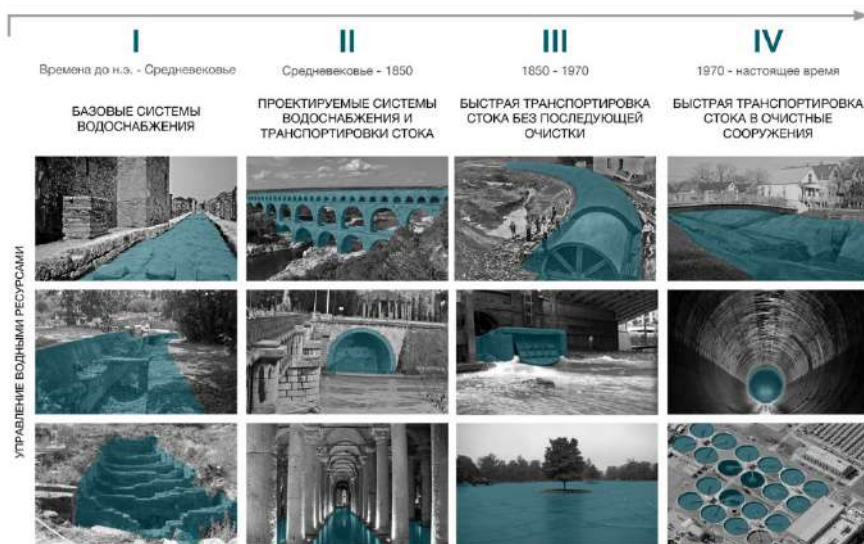 I
II
III
IV
Времена до н.э. - Средневековье
Средневековье - 1850
1850 - 1970
1970 - настоящее время
БАЗОВЫЕ СИСТЕМЫ
ВОДОСНАБЖЕНИЯ
ПРОЕКТИРУЕМЫЕ СИСТЕМЫ
ВОДОСНАБЖЕНИЯ И
ТРАНСПОРТИРОВКИ СТОКА
БЫСТРАЯ ТРАНСПОРТИРОВКА
СТОКА БЕЗ ПОСЛЕДУЮЩЕЙ
ОЧИСТКИ
БЫСТРАЯ ТРАНСПОРТИРОВКА
СТОКА В ОЧИСТНЫЕ
СООРУЖЕНИЯ
УПРАВЛЕНИЕ ВОДНЫМИ РЕСУРСАМИ